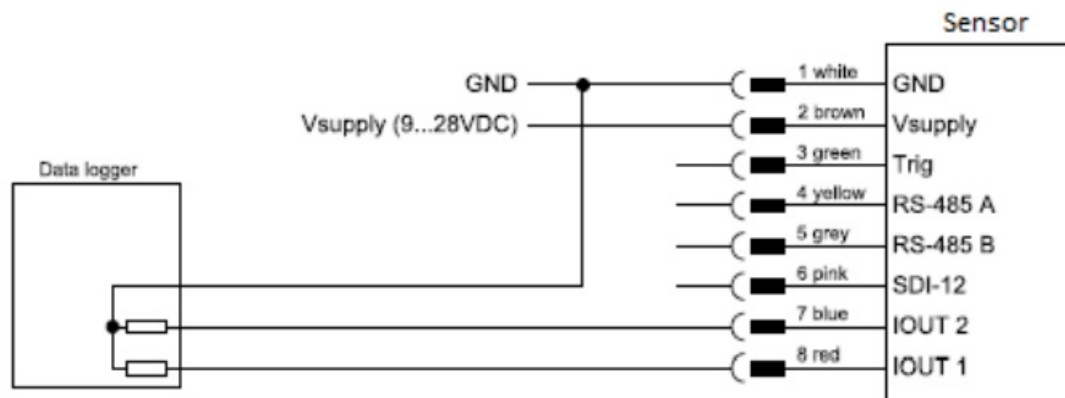 Sensor
GND
1 white
GND
Vsupply (9...28VDC)
2 brown
Vsupply
3 green
Trig
Data logger
4 yellow
RS-485 A
5 grey
RS-485 B
6 pink
SDI-12
7 blue
IOUT 2
8 red
IOUT 1